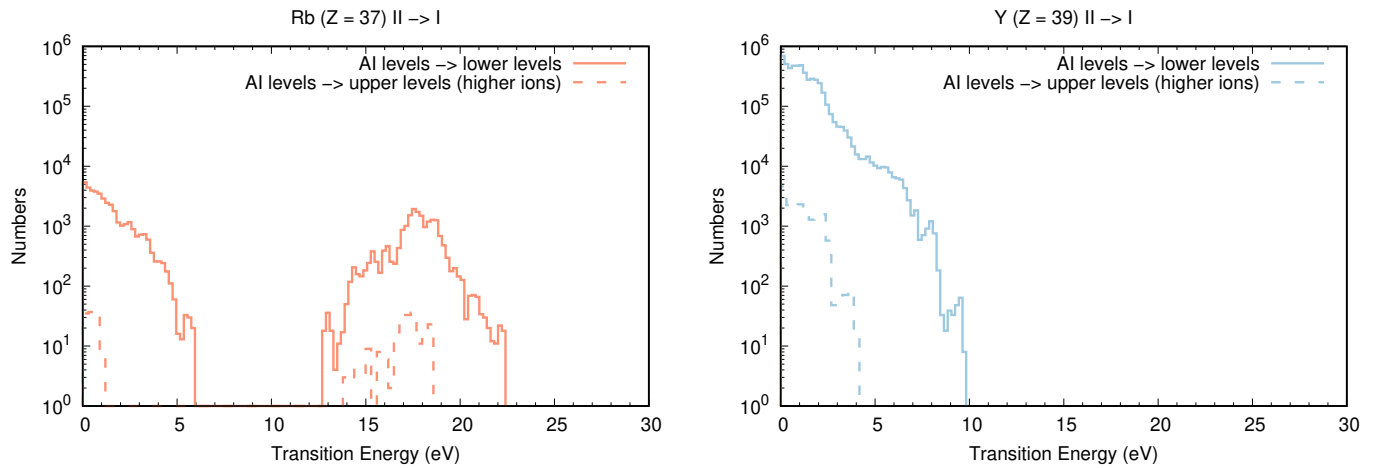 Rb (Z = 37) II −> I
10^6
10^5
10^4
10^3
10^2
10^1
10^0
Numbers
AI levels −> lower levels
AI levels −> upper levels (higher ions)
0 5 10 15 20 25 30
Transition Energy (eV)
Y (Z = 39) II −> I
10^6
10^5
10^4
10^3
10^2
10^1
10^0
Numbers
AI levels −> lower levels
AI levels −> upper levels (higher ions)
0 5 10 15 20 25 30
Transition Energy (eV)